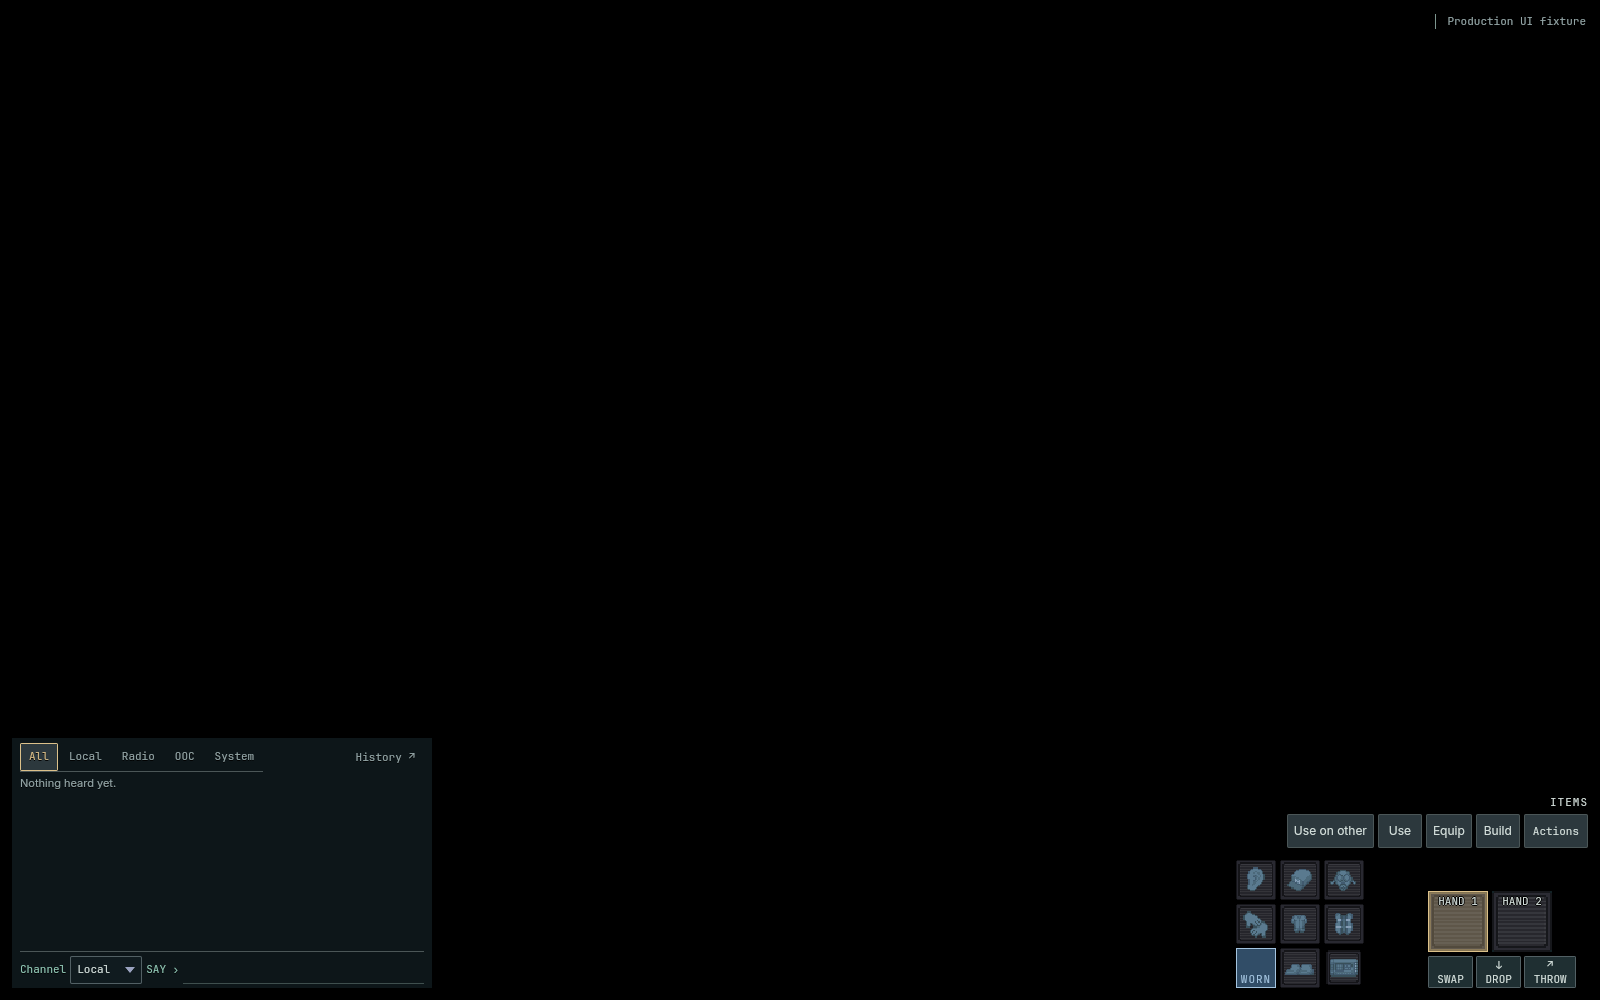 Production UI fixture
All Local Radio OOC System History ↗
Nothing heard yet.
Channel Local SAY ›
ITEMS
Use on other Use Equip Build Actions
HAND 1 HAND 2
WORN
↓ ↗
SWAP DROP THROW